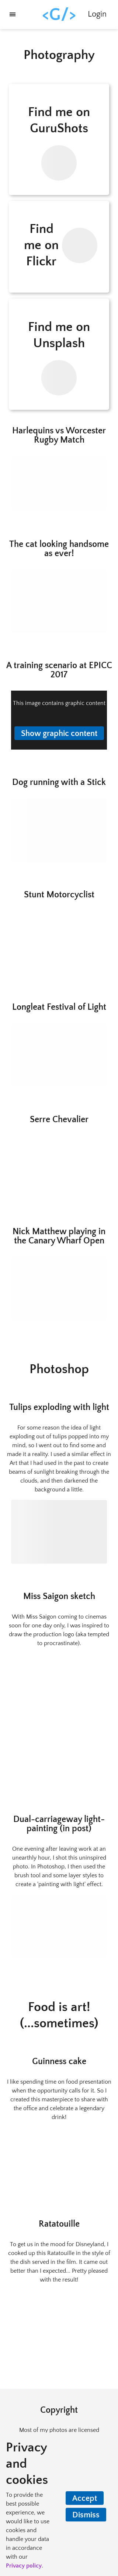 <G/>
Login
Photography
Find me on
GuruShots
Find
me on
Flickr
Find me on
Unsplash
Harlequins vs Worcester
Rugby Match
The cat looking handsome
as ever!
A training scenario at EPICC
2017
This image contains graphic content
Show graphic content
Dog running with a Stick
Stunt Motorcyclist
Longleat Festival of Light
Serre Chevalier
Nick Matthew playing in
the Canary Wharf Open
Photoshop
Tulips exploding with light
For some reason the idea of light
exploding out of tulips popped into my
mind, so I went out to find some and
made it a reality. I used a similar effect in
Art that I had used in the past to create
beams of sunlight breaking through the
clouds, and then darkened the
background a little.
Miss Saigon sketch
With Miss Saigon coming to cinemas
soon for one day only, I was inspired to
draw the production logo (aka tempted
to procrastinate).
Dual-carriageway light-
painting (in post)
One evening after leaving work at an
unearthly hour, I shot this uninspired
photo. In Photoshop, I then used the
brush tool and some layer styles to
create a 'painting with light' effect.
Food is art!
(...sometimes)
Guinness cake
I like spending time on food presentation
when the opportunity calls for it. So I
created this masterpiece to share with
the office and celebrate a legendary
drink!
Ratatouille
To get us in the mood for Disneyland, I
cooked up this Ratatouille in the style of
the dish served in the film. It came out
better than I expected... Pretty pleased
with the result!
Copyright
Most of my photos are licensed
Privacy
and
cookies
To provide the
best possible
experience, we
would like to use
cookies and
handle your data
in accordance
with our
Privacy policy.
Accept
Dismiss